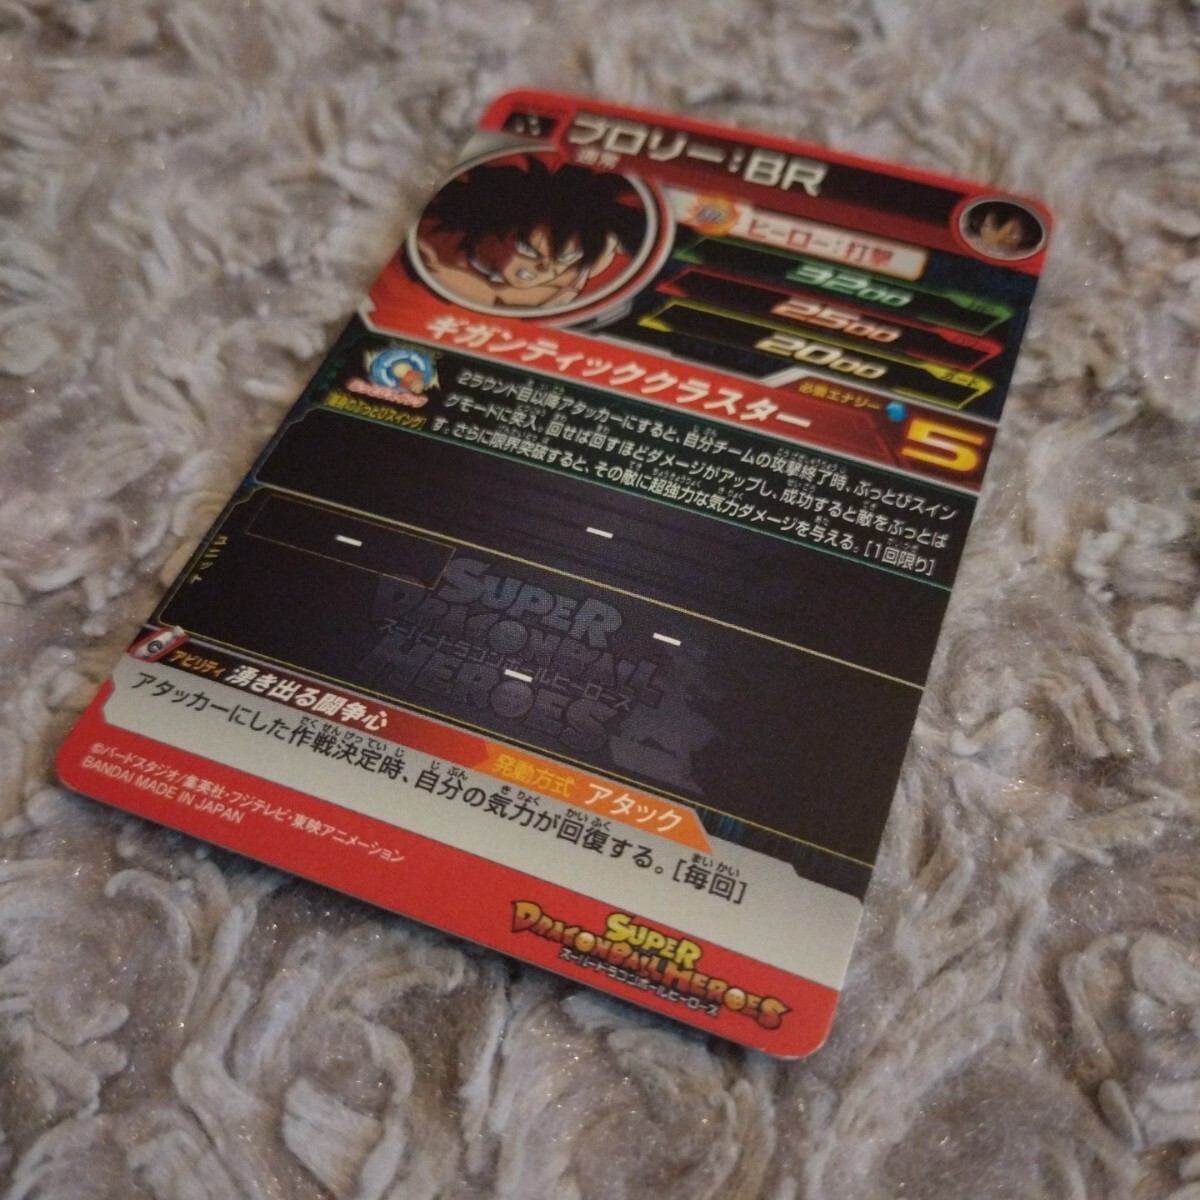 ブロリー:BR
通常
ヒーロー:打撃
3200
2500
2000
ガード
ギガンティッククラスター
必殺エナジー
5
2ラウンド目以降アタッカーにすると、自分チームの攻撃終了時、ぶっとびスイン
グモードに突入。回せば回すほどダメージがアップし、成功すると敵をぶっとば
す。さらに限界突破すると、その敵に超強力な気力ダメージを与える。[1回限り]
ユニット
SUPER
DRAGONBALL
スーパードラゴンボールヒーローズ
HEROES
アビリティ 湧き出る闘争心
発動方式 アタック
アタッカーにした作戦決定時、自分の気力が回復する。[毎回]
©バードスタジオ/集英社・フジテレビ・東映アニメーション
BANDAI MADE IN JAPAN
SUPER
DRAGONBALL HEROES
スーパードラゴンボールヒーローズ